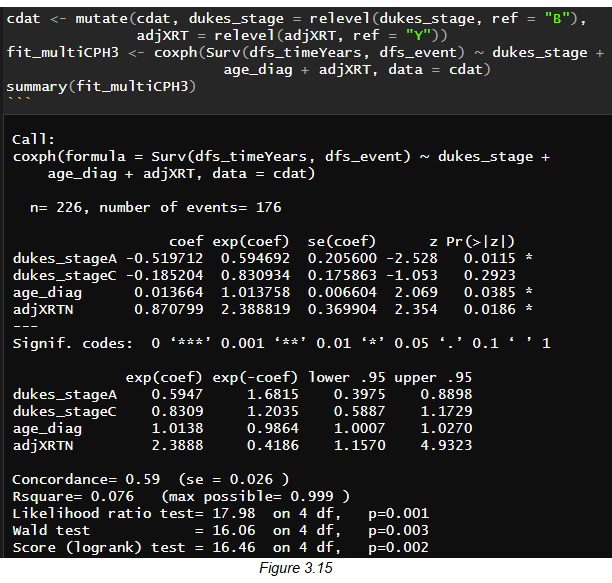 cdat <- mutate(cdat, dukes_stage = relevel(dukes_stage, ref = "B"),
adjXRT = relevel(adjXRT, ref = "Y"))
fit_multiCPH3 <- coxph(Surv(dfs_timeYears, dfs_event) ~ dukes_stage +
age_diag + adjXRT, data = cdat)
summary(fit_multiCPH3)
```
Call:
coxph(formula = Surv(dfs_timeYears, dfs_event) ~ dukes_stage +
age_diag + adjXRT, data = cdat)
n= 226, number of events= 176
coef exp(coef) se(coef) z Pr(>|z|)
dukes_stageA -0.519712 0.594692 0.205600 -2.528 0.0115 *
dukes_stageC -0.185204 0.830934 0.175863 -1.053 0.2923
age_diag 0.013664 1.013758 0.006604 2.069 0.0385 *
adjXRTN 0.870799 2.388819 0.369904 2.354 0.0186 *
---
Signif. codes: 0 ‘***’ 0.001 ‘**’ 0.01 ‘*’ 0.05 ‘.’ 0.1 ‘ ’ 1
exp(coef) exp(-coef) lower .95 upper .95
dukes_stageA 0.5947 1.6815 0.3975 0.8898
dukes_stageC 0.8309 1.2035 0.5887 1.1729
age_diag 1.0138 0.9864 1.0007 1.0270
adjXRTN 2.3888 0.4186 1.1570 4.9323
Concordance= 0.59 (se = 0.026 )
Rsquare= 0.076 (max possible= 0.999 )
Likelihood ratio test= 17.98 on 4 df, p=0.001
Wald test = 16.06 on 4 df, p=0.003
Score (logrank) test = 16.46 on 4 df, p=0.002
Figure 3.15